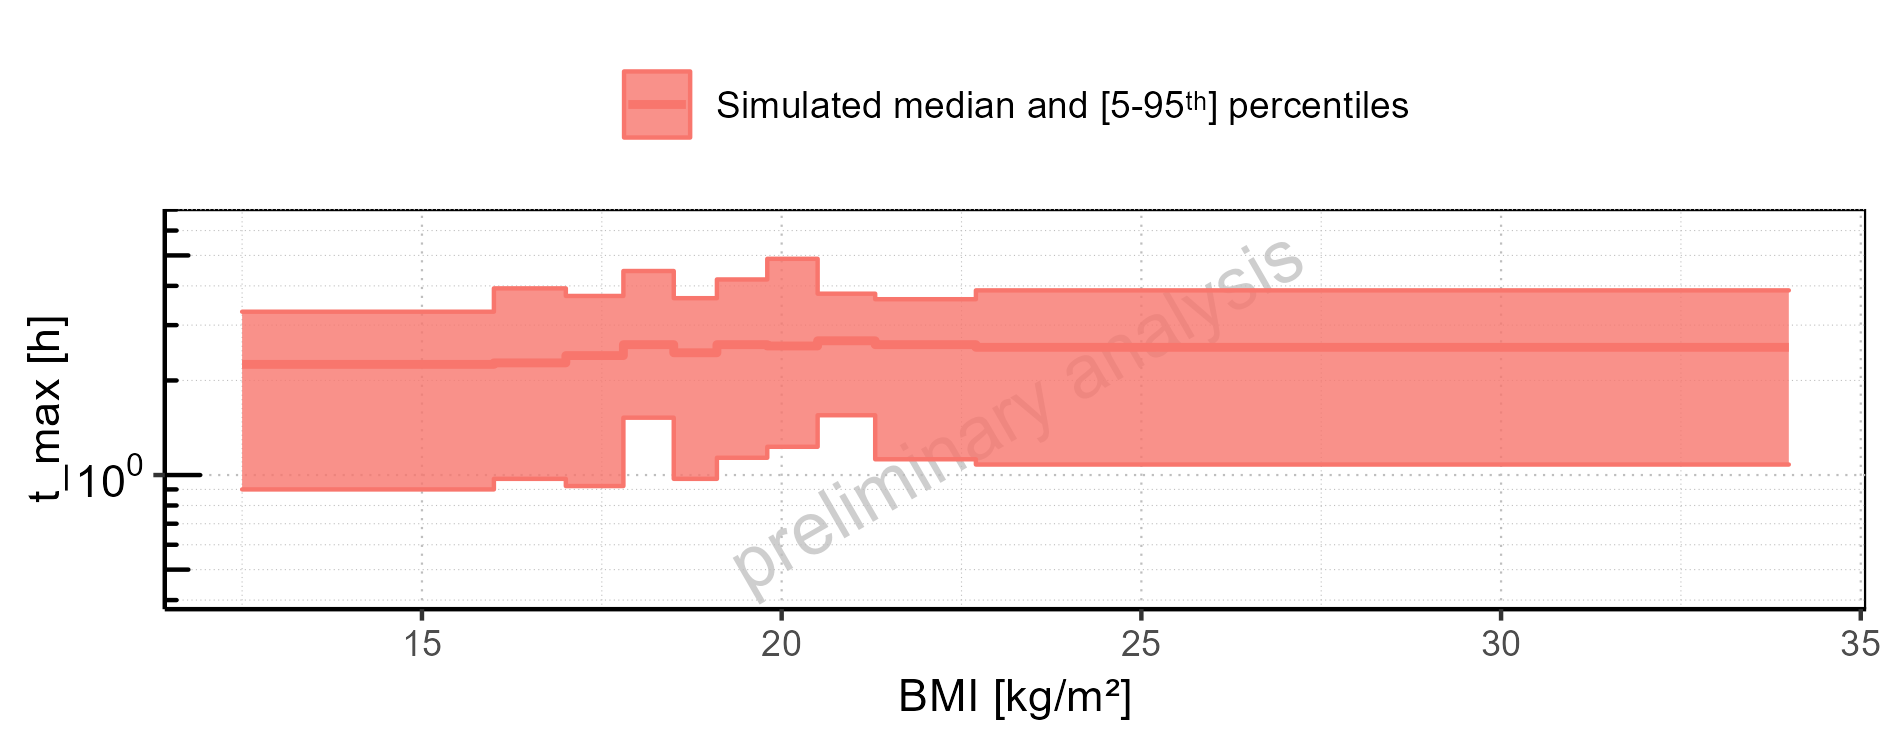 Simulated median and [5-95ᵗʰ] percentiles
t_max [h]
10⁰
preliminary analysis
15 20 25 30 35
BMI [kg/m²]